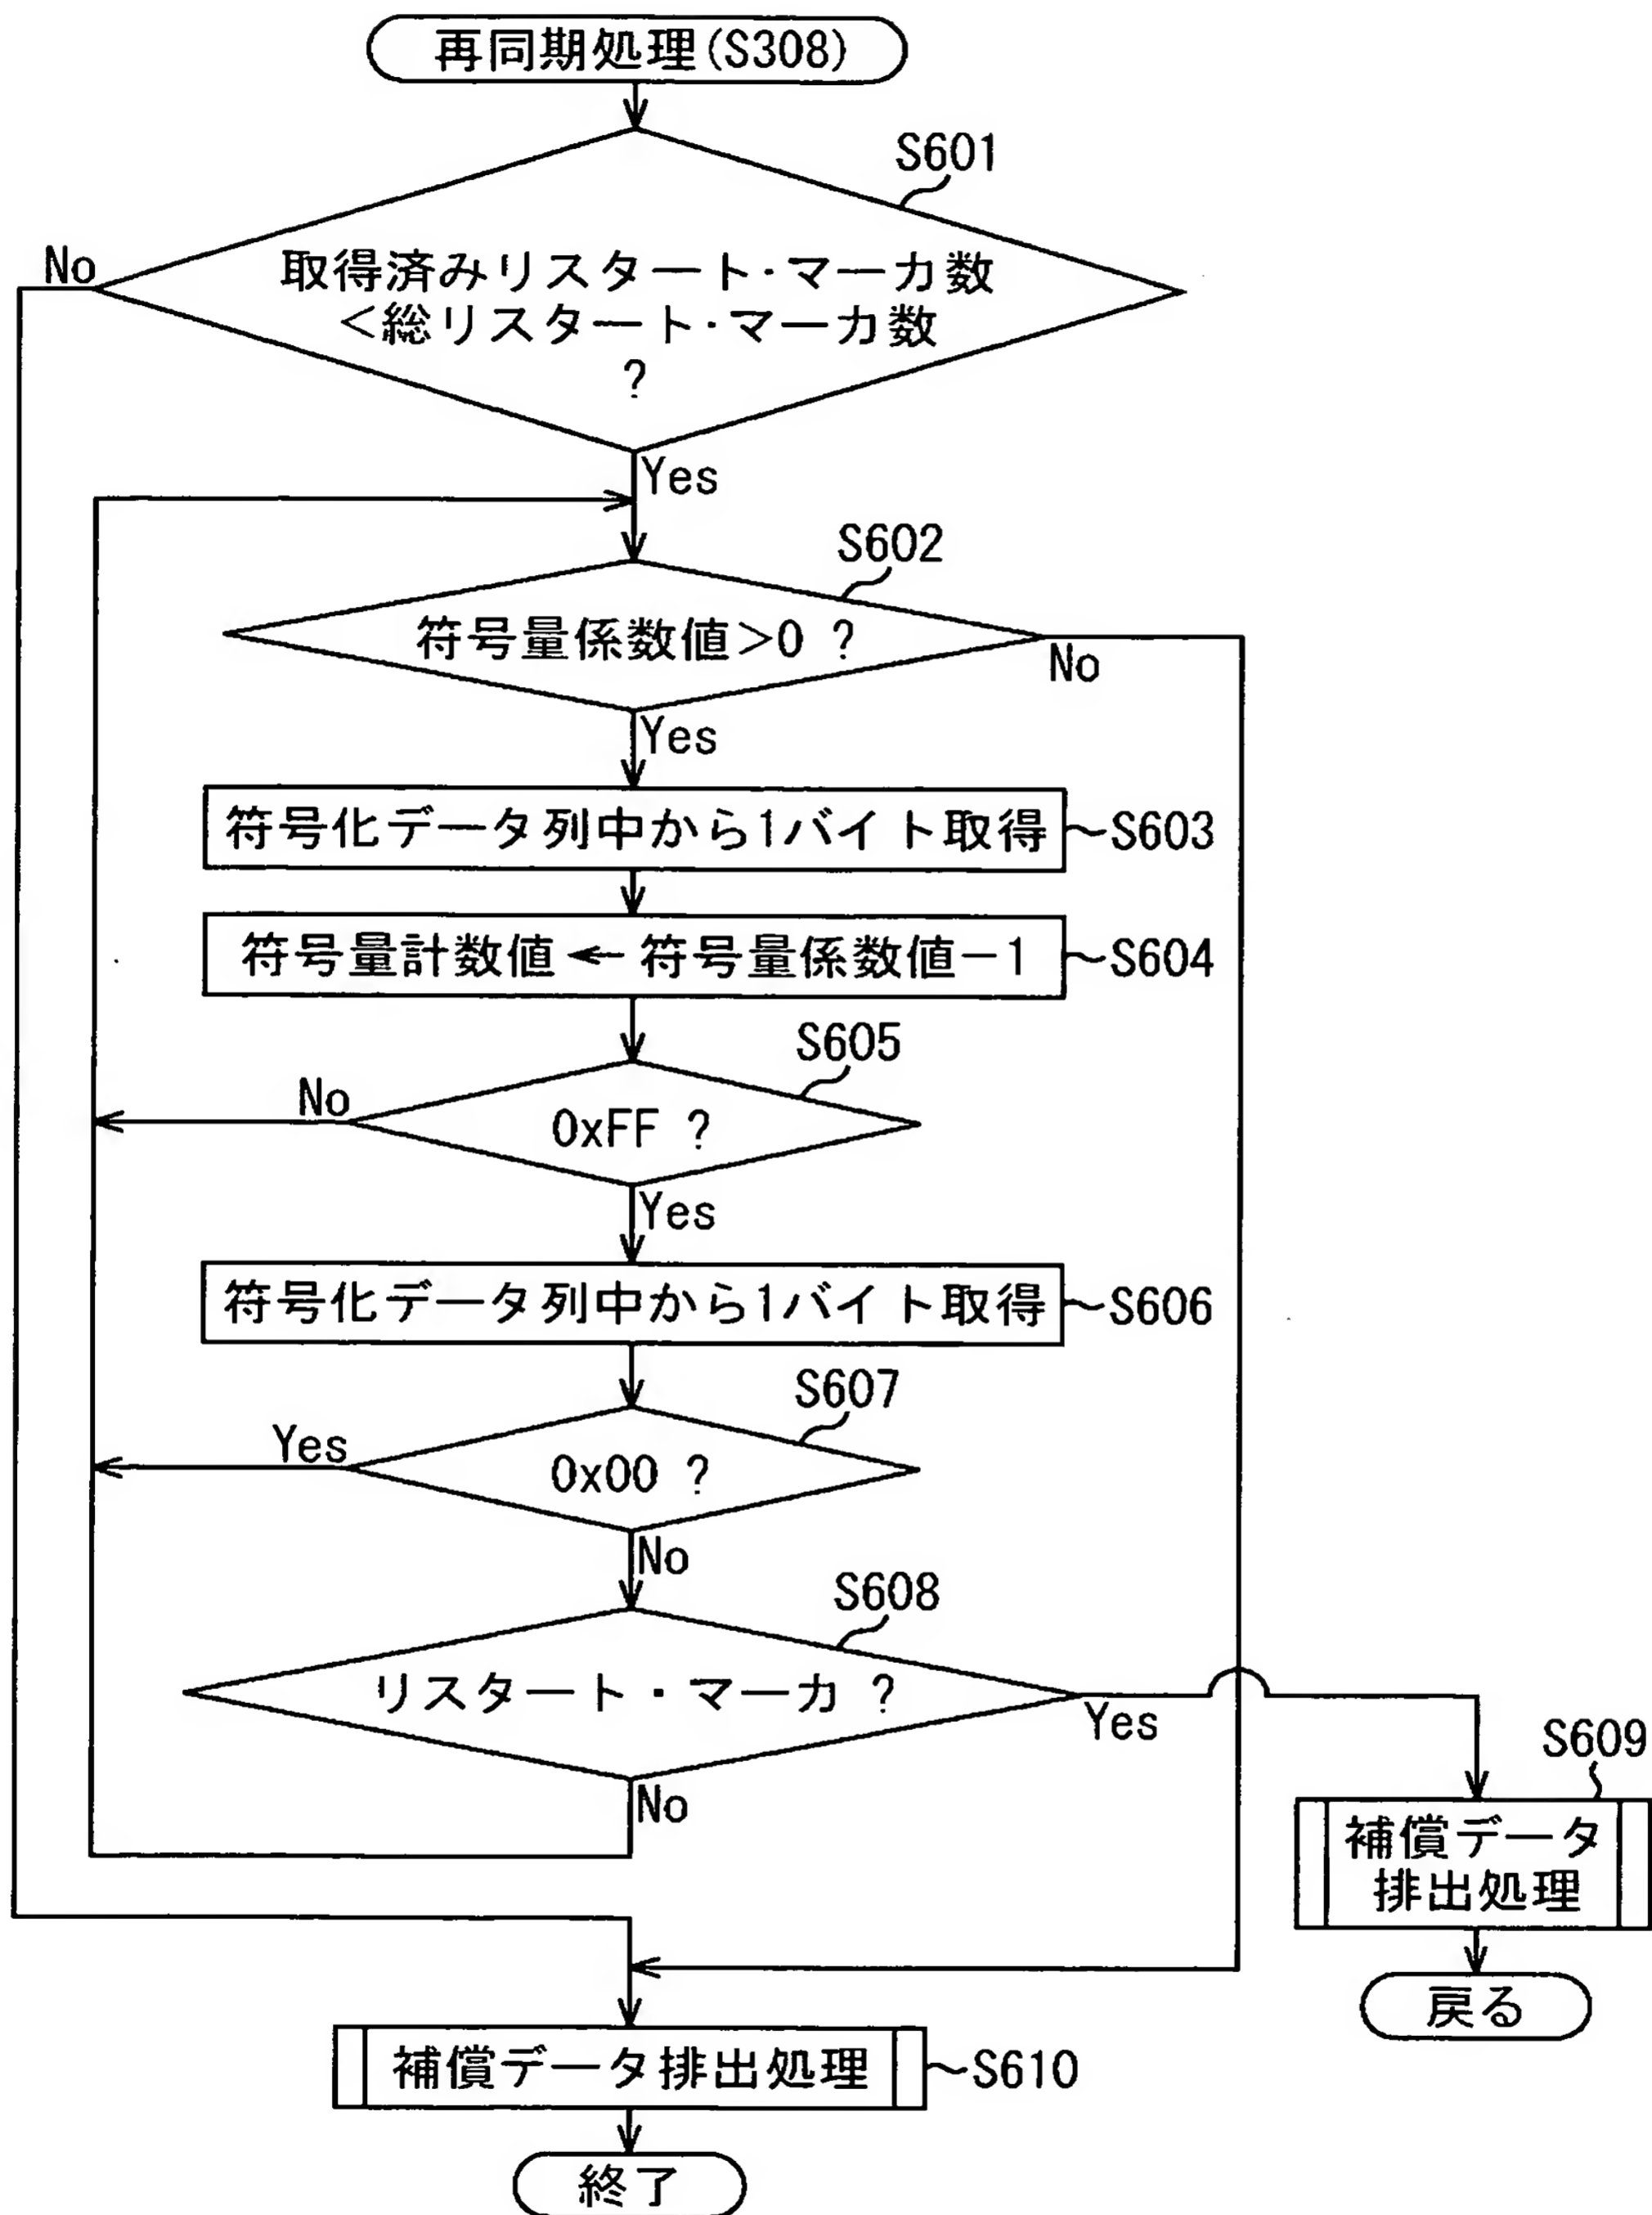 再同期処理(S308)
S601
No
取得済みリスタート・マーカ数
<総リスタート・マーカ数
?
Yes
S602
符号量係数値>0 ?
No
Yes
符号化データ列中から1バイト取得
S603
符号量計数値←符号量係数値-1
S604
S605
No
0xFF ?
Yes
符号化データ列中から1バイト取得
S606
S607
Yes
0x00 ?
No
S608
リスタート・マーカ ?
Yes
No
S609
補償データ
排出処理
戻る
補償データ排出処理
S610
終了